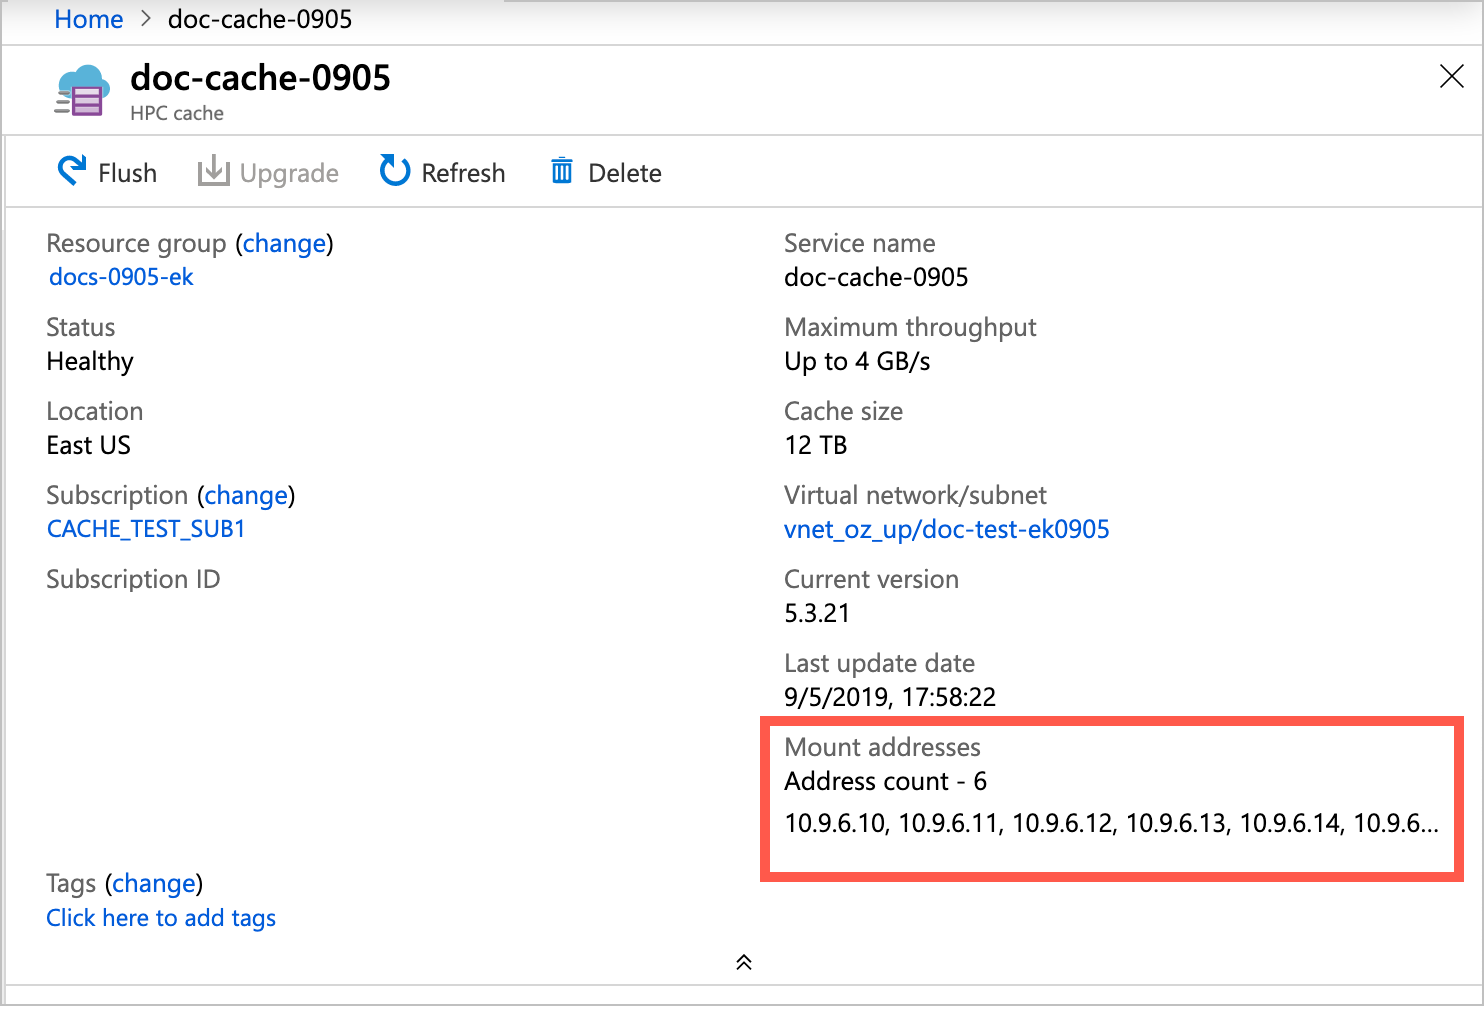 Home > doc-cache-0905
doc-cache-0905
HPC cache
Flush Upgrade Refresh Delete
Resource group (change)
docs-0905-ek
Status
Healthy
Location
East US
Subscription (change)
CACHE_TEST_SUB1
Subscription ID
Service name
doc-cache-0905
Maximum throughput
Up to 4 GB/s
Cache size
12 TB
Virtual network/subnet
vnet_oz_up/doc-test-ek0905
Current version
5.3.21
Last update date
9/5/2019, 17:58:22
Mount addresses
Address count - 6
10.9.6.10, 10.9.6.11, 10.9.6.12, 10.9.6.13, 10.9.6.14, 10.9.6...
Tags (change)
Click here to add tags